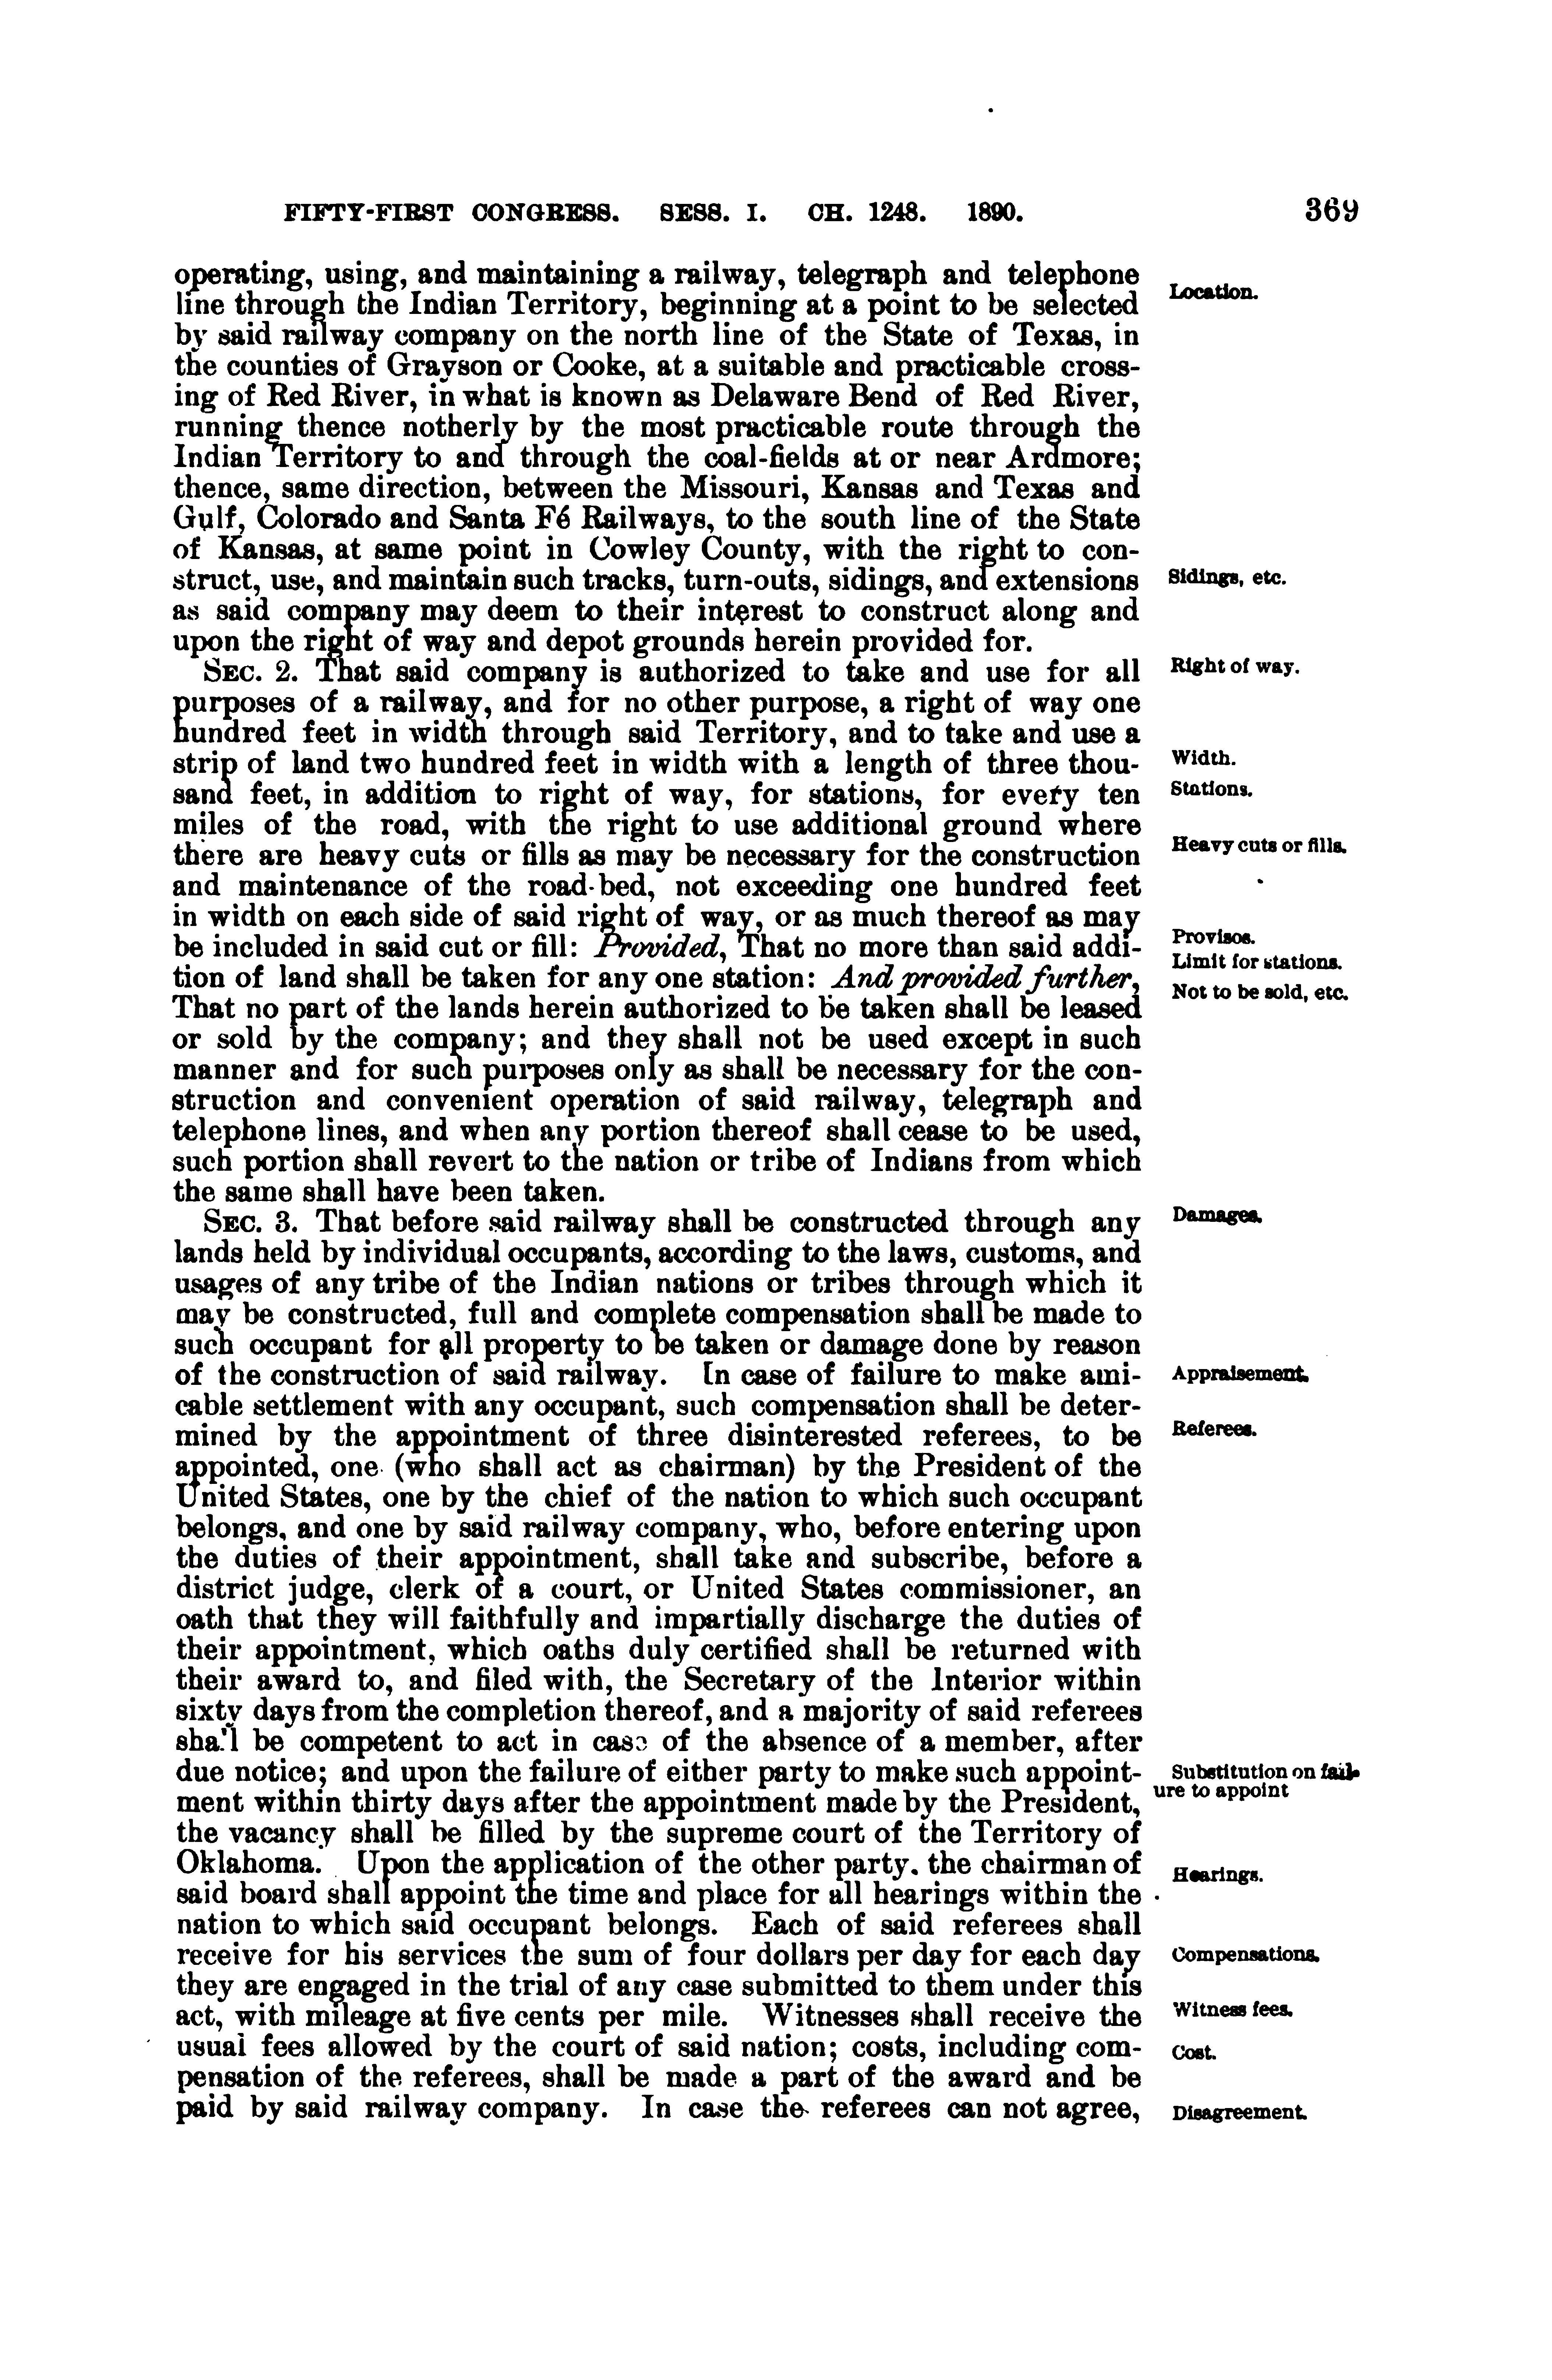 FIFTY-FIRST CONGRESS. SESS. I. CH. 1248. 1890. 369
operating, using, and maintaining a railway, telegraph and telephone
line through the Indian Territory, beginning at a point to be selected
by said railway company on the north line of the State of Texas, in
the counties of Grayson or Cooke, at a suitable and practicable cross-
ing of Red River, in what is known as Delaware Bend of Red River,
running thence notherly by the most practicable route through the
Indian Territory to and through the coal-fields at or near Ardmore;
thence, same direction, between the Missouri, Kansas and Texas and
Gulf, Colorado and Santa Fé Railways, to the south line of the State
of Kansas, at same point in Cowley County, with the right to con-
struct, use, and maintain such tracks, turn-outs, sidings, and extensions
as said company may deem to their interest to construct along and
upon the right of way and depot grounds herein provided for.
SEC. 2. That said company is authorized to take and use for all
purposes of a railway, and for no other purpose, a right of way one
hundred feet in width through said Territory, and to take and use a
strip of land two hundred feet in width with a length of three thou-
sand feet, in addition to right of way, for stations, for every ten
miles of the road, with the right to use additional ground where
there are heavy cuts or fills as may be necessary for the construction
and maintenance of the road-bed, not exceeding one hundred feet
in width on each side of said right of way, or as much thereof as may
be included in said cut or fill: Provided, That no more than said addi-
tion of land shall be taken for any one station: And provided further,
That no part of the lands herein authorized to be taken shall be leased
or sold by the company; and they shall not be used except in such
manner and for such purposes only as shall be necessary for the con-
struction and convenient operation of said railway, telegraph and
telephone lines, and when any portion thereof shall cease to be used,
such portion shall revert to the nation or tribe of Indians from which
the same shall have been taken.
SEC. 3. That before said railway shall be constructed through any
lands held by individual occupants, according to the laws, customs, and
usages of any tribe of the Indian nations or tribes through which it
may be constructed, full and complete compensation shall be made to
such occupant for all property to be taken or damage done by reason
of the construction of said railway. In case of failure to make ami-
cable settlement with any occupant, such compensation shall be deter-
mined by the appointment of three disinterested referees, to be
appointed, one (who shall act as chairman) by the President of the
United States, one by the chief of the nation to which such occupant
belongs, and one by said railway company, who, before entering upon
the duties of their appointment, shall take and subscribe, before a
district judge, clerk of a court, or United States commissioner, an
oath that they will faithfully and impartially discharge the duties of
their appointment, which oaths duly certified shall be returned with
their award to, and filed with, the Secretary of the Interior within
sixty days from the completion thereof, and a majority of said referees
shall be competent to act in case of the absence of a member, after
due notice; and upon the failure of either party to make such appoint-
ment within thirty days after the appointment made by the President,
the vacancy shall be filled by the supreme court of the Territory of
Oklahoma. Upon the application of the other party, the chairman of
said board shall appoint the time and place for all hearings within the
nation to which said occupant belongs. Each of said referees shall
receive for his services the sum of four dollars per day for each day
they are engaged in the trial of any case submitted to them under this
act, with mileage at five cents per mile. Witnesses shall receive the
usual fees allowed by the court of said nation; costs, including com-
pensation of the referees, shall be made a part of the award and be
paid by said railway company. In case the referees can not agree,
Location.
Sidings, etc.
Right of way.
Width.
Stations.
Heavy cuts or fills.
Provisos.
Limit for stations.
Not to be sold, etc.
Damages.
Appraisement.
Referees.
Substitution on fail-
ure to appoint
Hearings.
Compensations.
Witness fees.
Cost.
Disagreement.